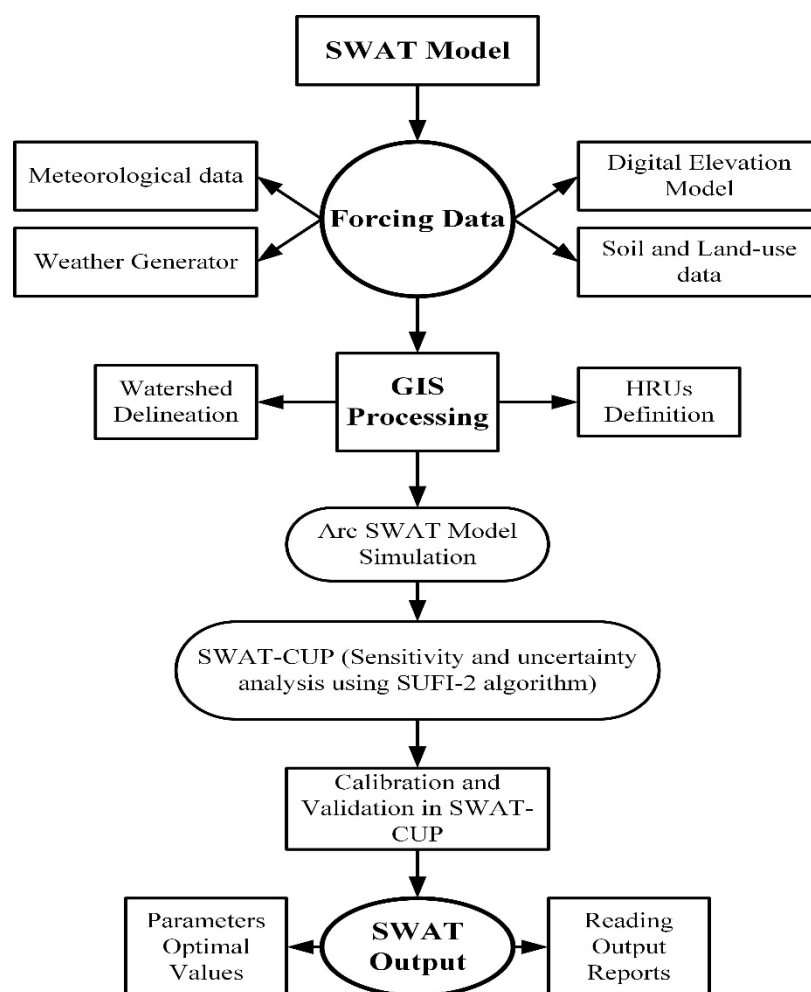 SWAT Model
Meteorological data
Digital Elevation
Model
Forcing Data
Weather Generator
Soil and Land-use
data
Watershed
Delineation
GIS
Processing
HRUs
Definition
Arc SWAT Model
Simulation
SWAT-CUP (Sensitivity and uncertainty
analysis using SUFI-2 algorithm)
Calibration and
Validation in SWAT-
CUP
Parameters
Optimal
Values
SWAT
Output
Reading
Output
Reports